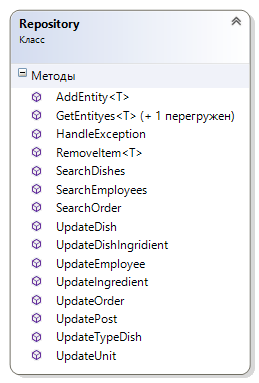 Repository
Класс
Методы
AddEntity<T>
GetEntityes<T> (+ 1 перегружен)
HandleException
RemoveItem<T>
SearchDishes
SearchEmployees
SearchOrder
UpdateDish
UpdateDishIngridient
UpdateEmployee
UpdateIngredient
UpdateOrder
UpdatePost
UpdateTypeDish
UpdateUnit